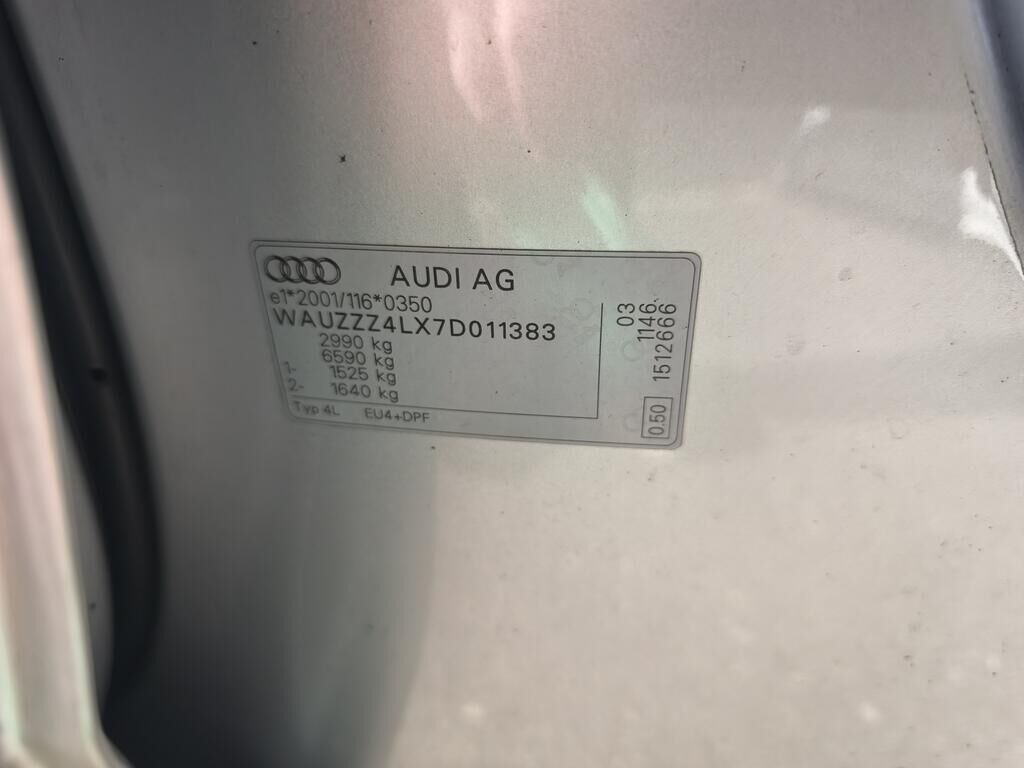 AUDI AG
e1*2001/116*0350
WAUZZZ4LX7D011383
2990 kg
6590 kg
1- 1525 kg
2- 1640 kg
Typ 4L EU4+DPF
03
1146.
1512666
0.50